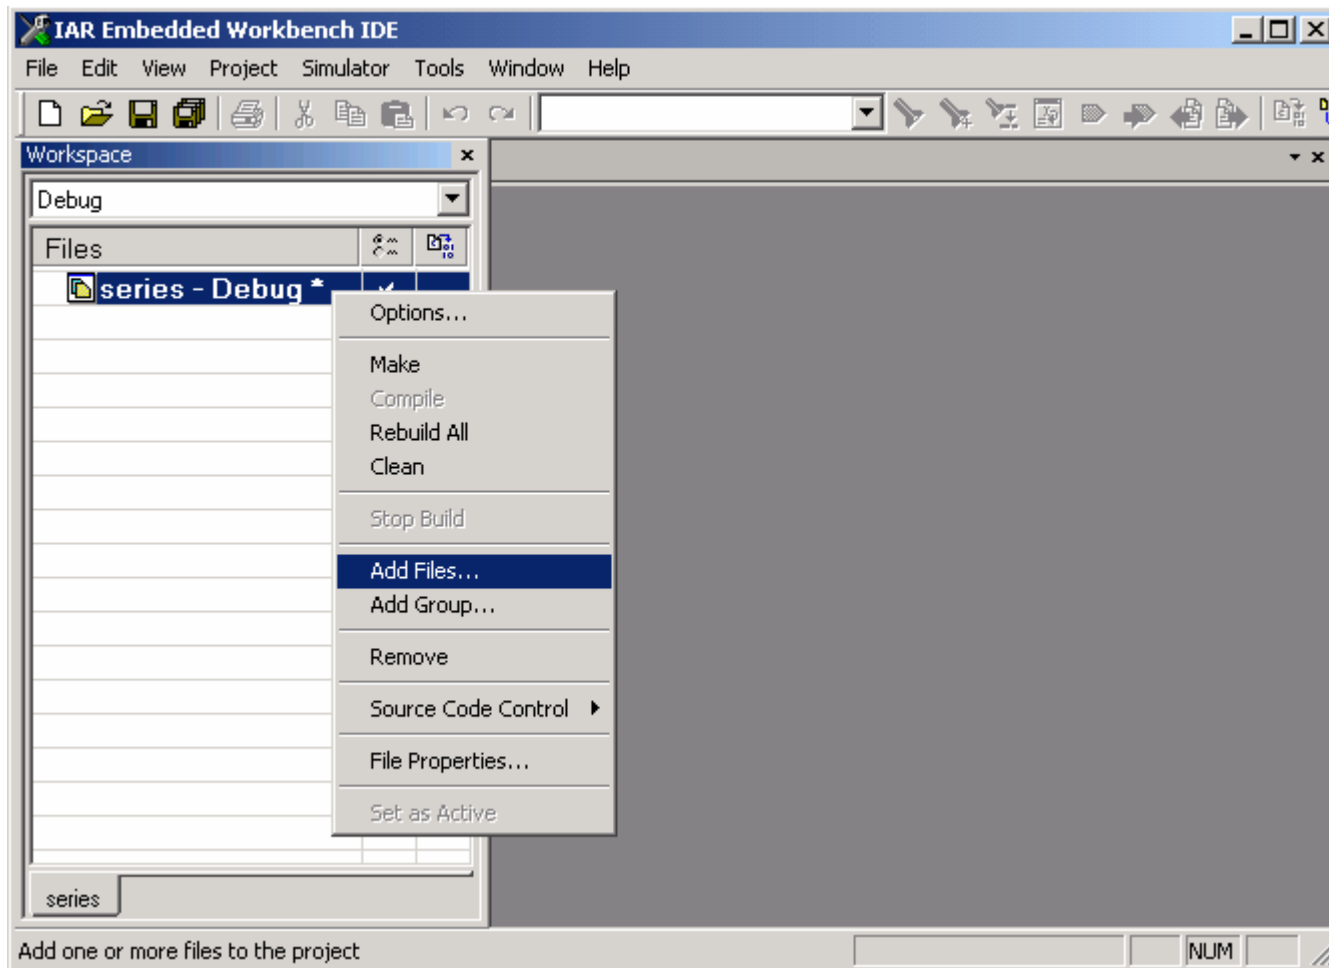 IAR Embedded Workbench IDE
File Edit View Project Simulator Tools Window Help
Workspace
Debug
Files
series - Debug *
Options...
Make
Compile
Rebuild All
Clean
Stop Build
Add Files...
Add Group...
Remove
Source Code Control
File Properties...
Set as Active
series
Add one or more files to the project
NUM